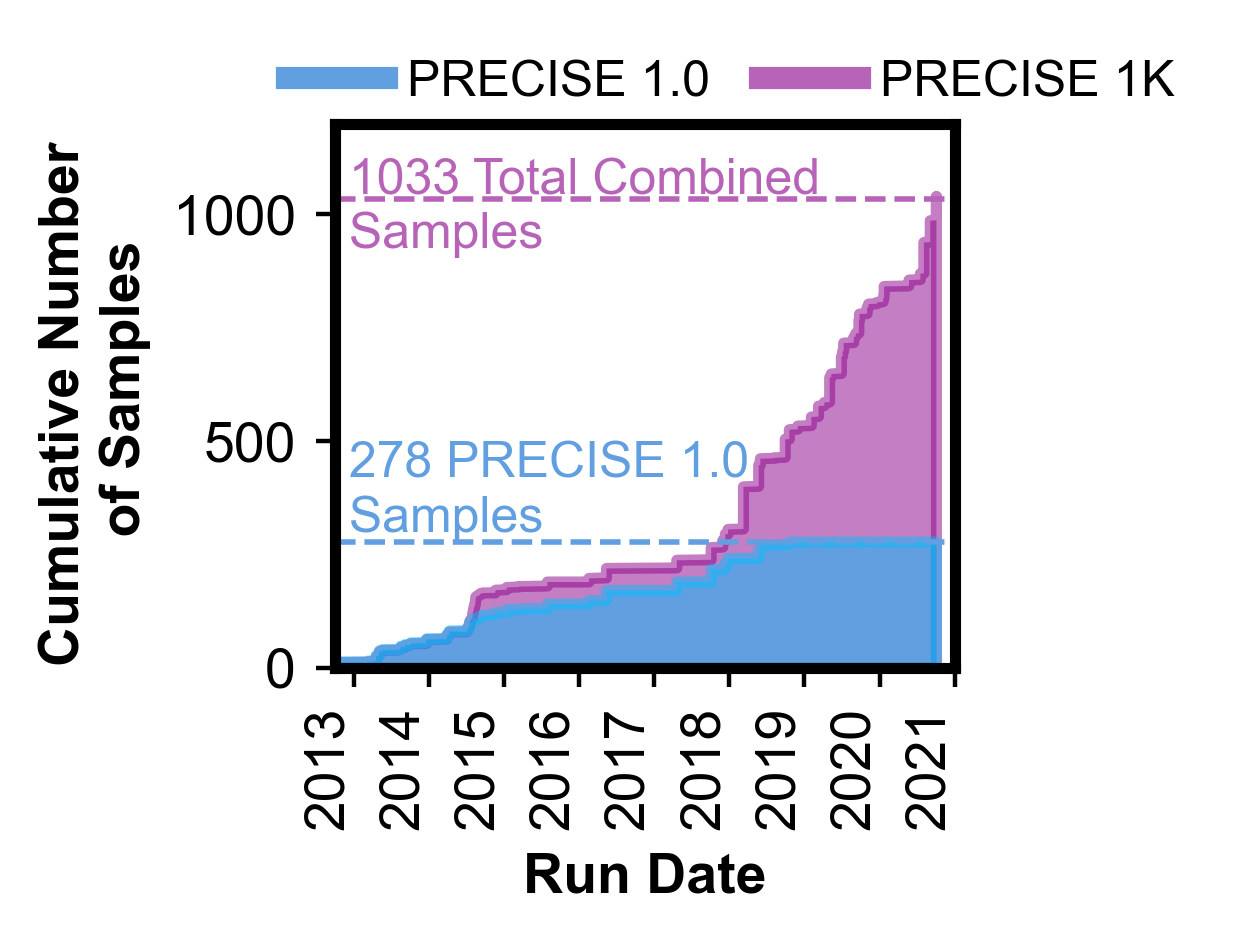 PRECISE 1.0
PRECISE 1K
Cumulative Number
of Samples
1033 Total Combined
Samples
278 PRECISE 1.0
Samples
1000
500
0
2013
2014
2015
2016
2017
2018
2019
2020
2021
Run Date